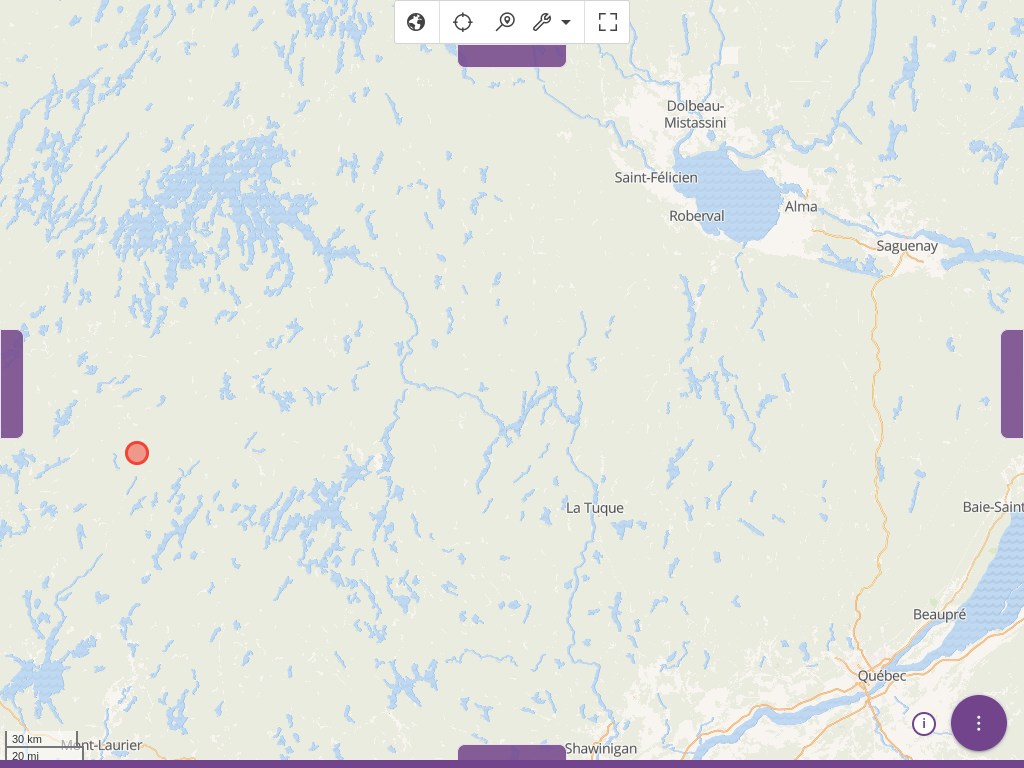 Dolbeau-
Mistassini
Saint-Félicien
Alma
Roberval
Saguenay
La Tuque
Baie-Saint
Beaupré
Québec
30 km
20 mi
Mont-Laurier
Shawinigan